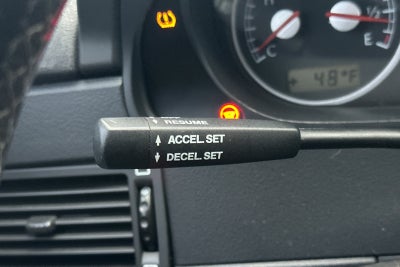 H
C
E
48°F
RESUME
ACCEL.SET
DECEL.SET